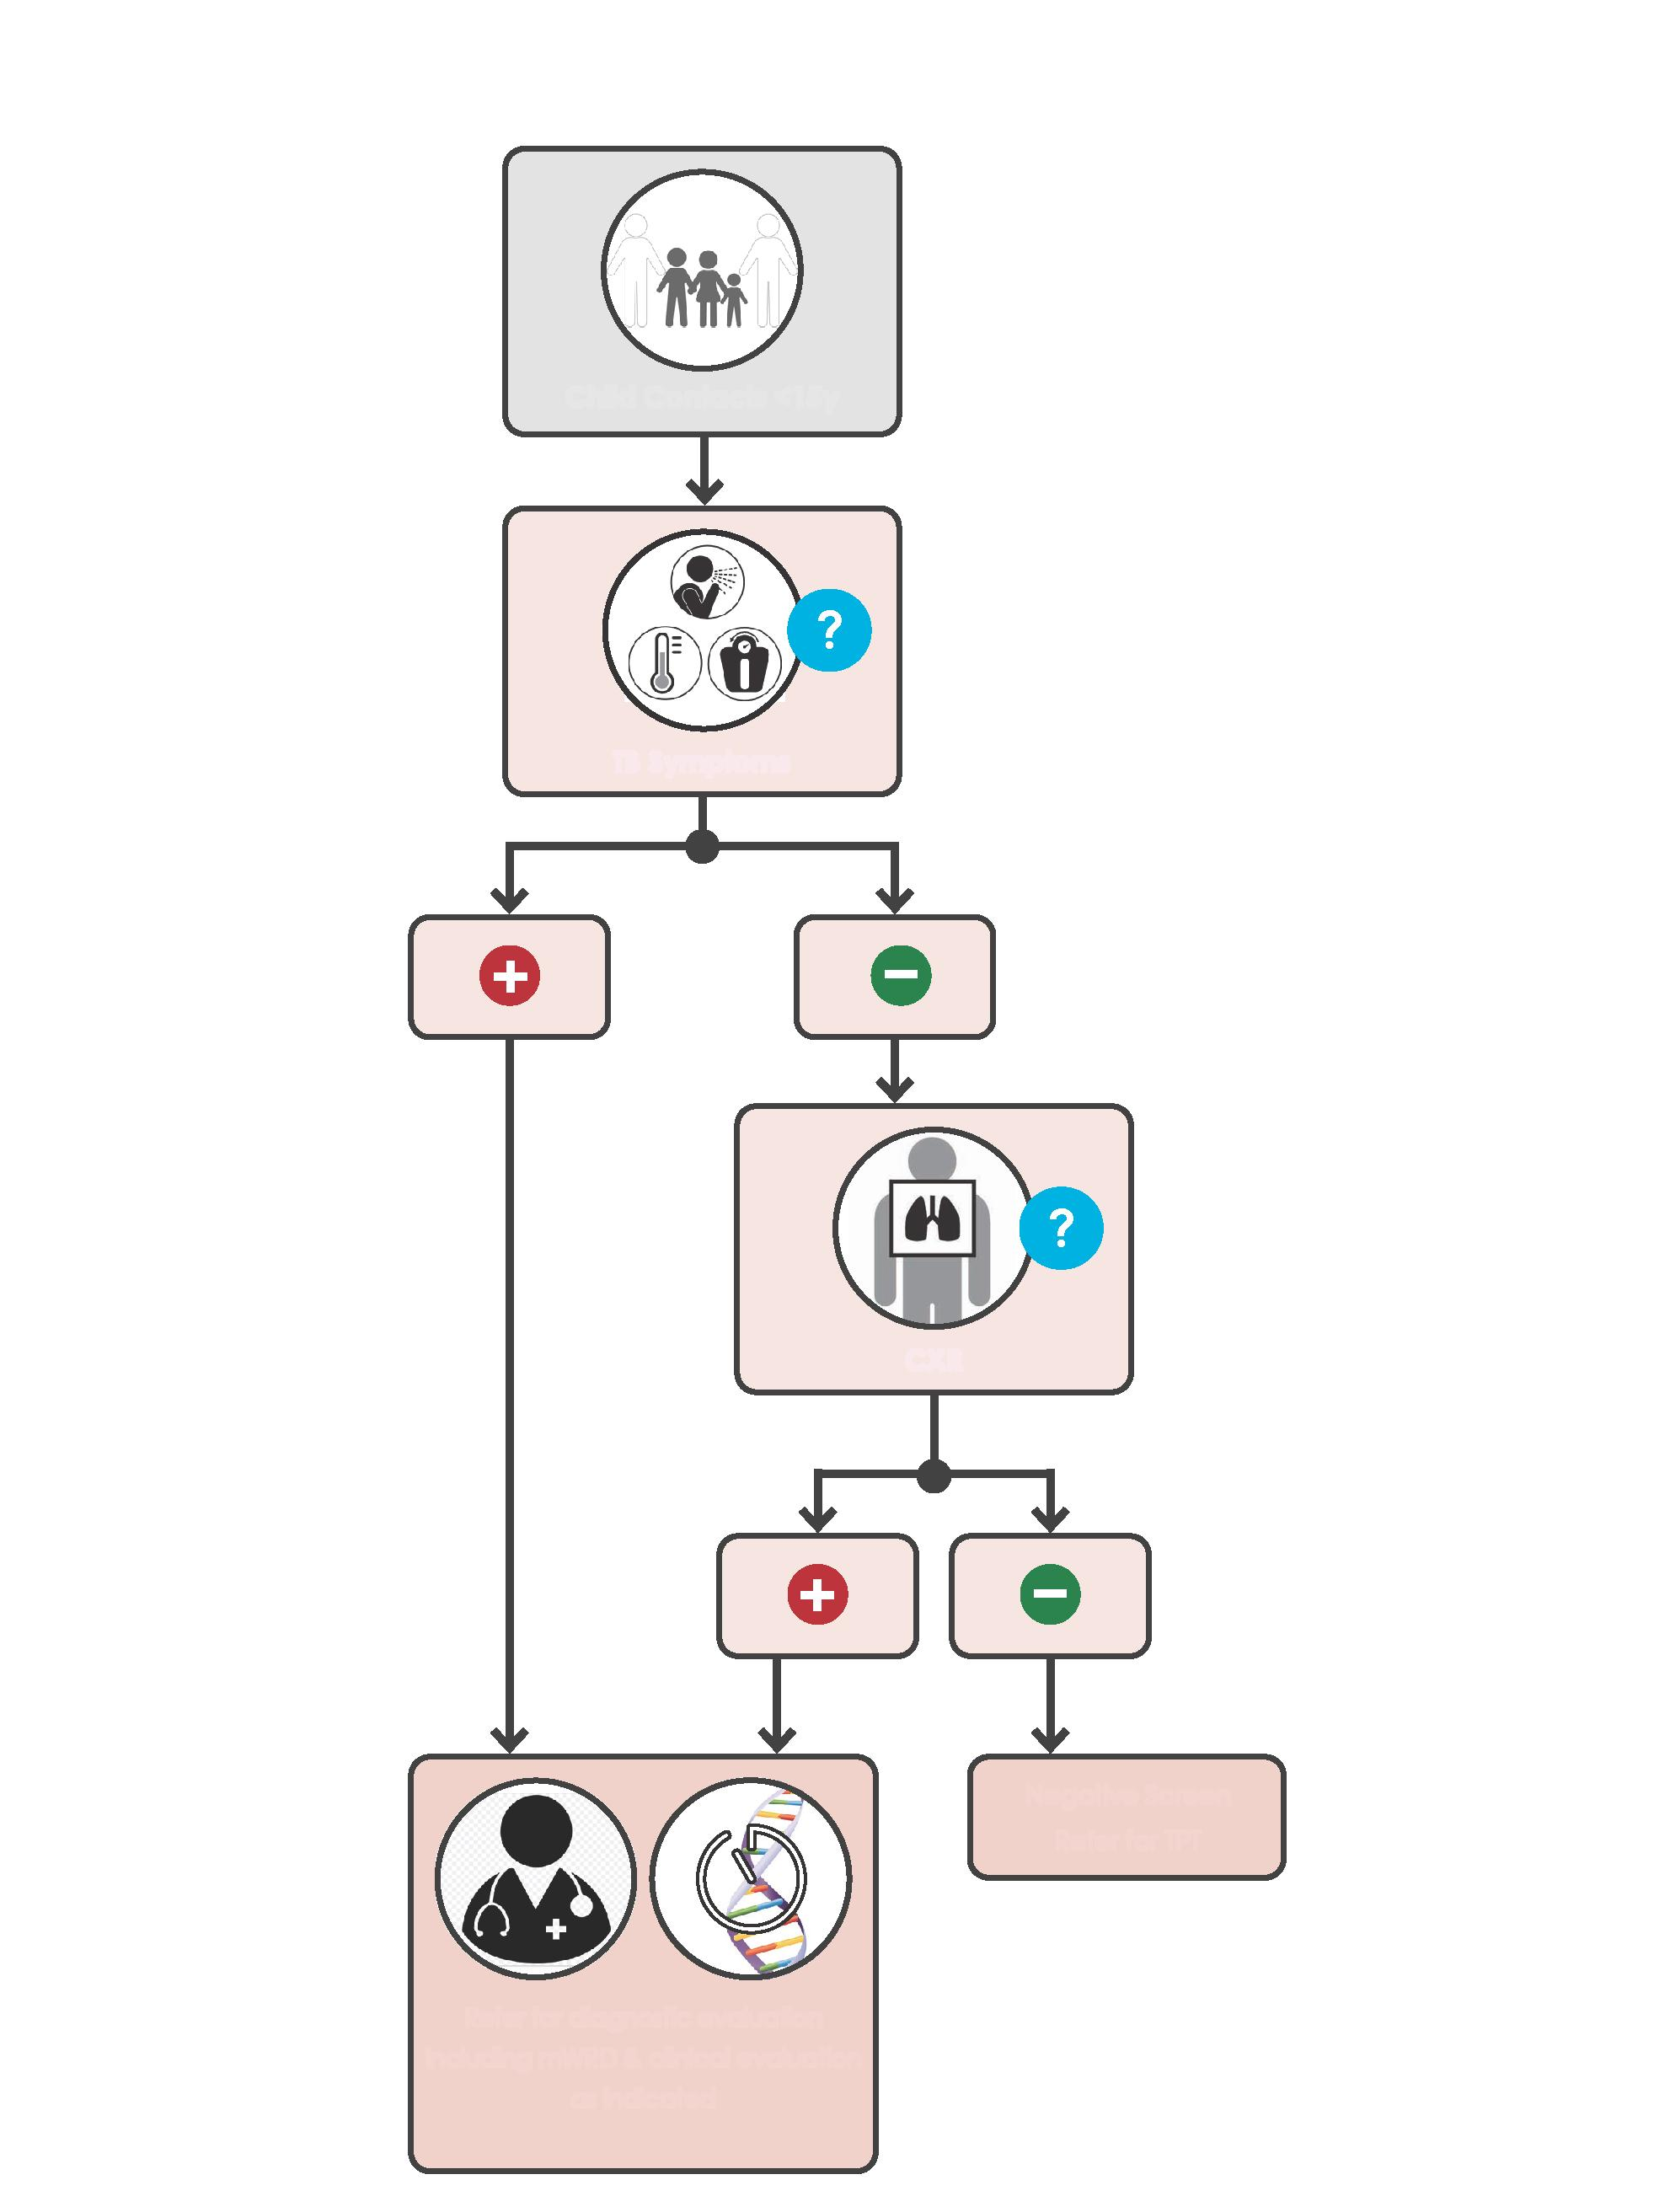 Child Contacts <15y
?
TB Symptoms
?
CXR
Negative Screen
Refer for TPT
Refer for diagnostic evaluation
including mWRD & clinical evaluation
as indicated